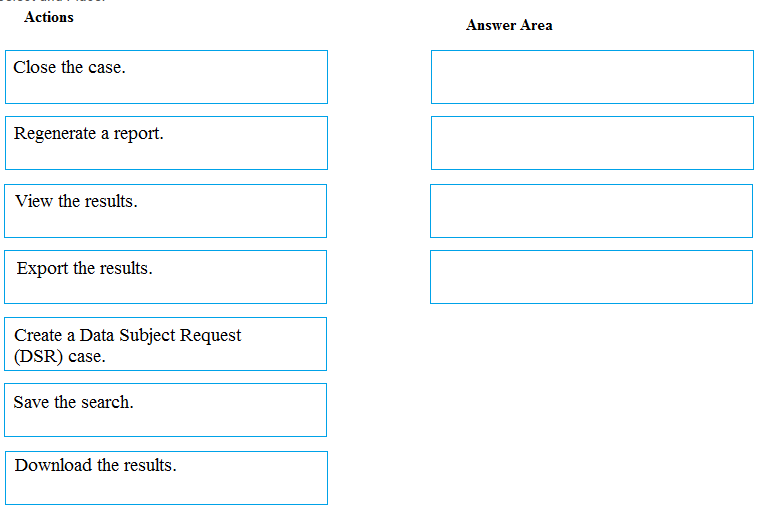 Actions
Answer Area
Close the case.
Regenerate a report.
View the results.
Export the results.
Create a Data Subject Request
(DSR) case.
Save the search.
Download the results.